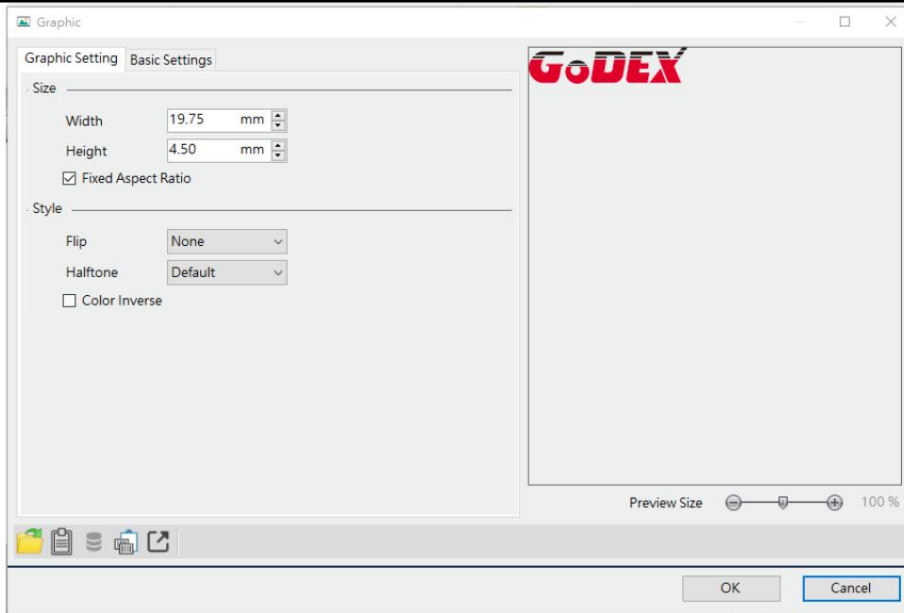 Graphic
Graphic Setting
Basic Settings
Size
Width
19.75 mm
Height
4.50 mm
Fixed Aspect Ratio
Style
Flip
None
Halftone
Default
Color Inverse
GoDEX
Preview Size
100 %
OK
Cancel